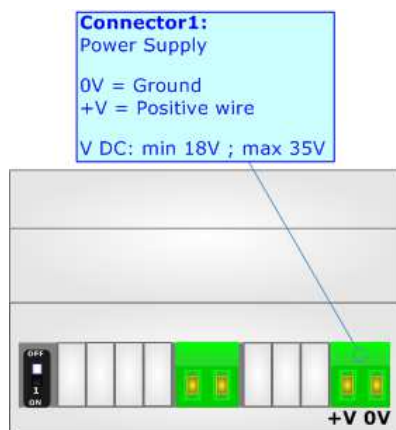 Connector1:
Power Supply
0V = Ground
+V = Positive wire
V DC: min 18V ; max 35V
OFF
1
ON
+V 0V